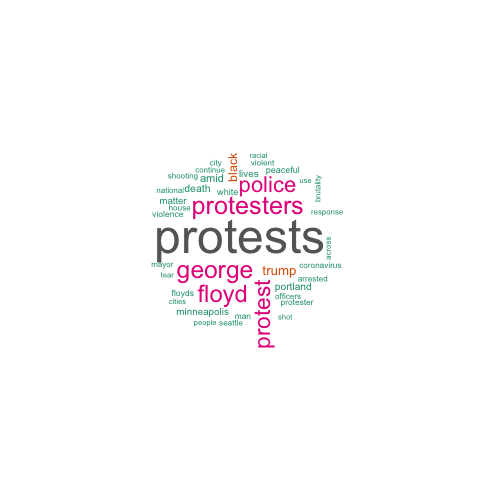 racial
city
violent
continue
black
peaceful
shooting
amid
lives
use
national
death
white
police
brutality
matter
house
protesters
violence
response
protests
across
mayor
george
trump
coronavirus
tear
arrested
floyds
floyd
protest
portland
cities
officers
protester
minneapolis
man
shot
people
seattle